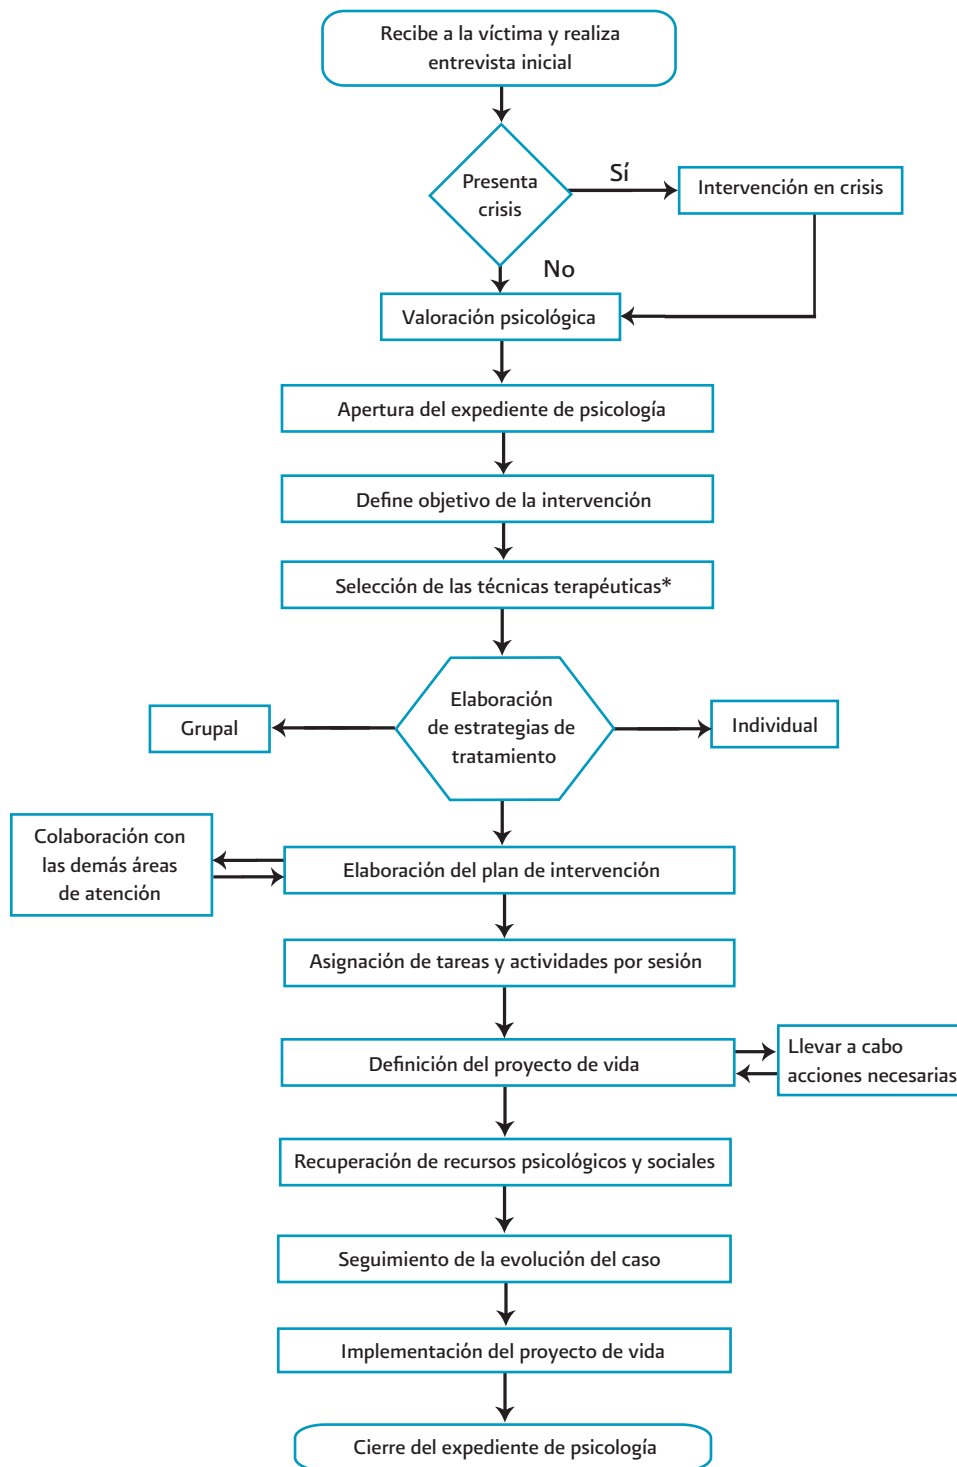 Recibe a la víctima y realiza
entrevista inicial
Presenta
crisis
Sí
Intervención en crisis
No
Valoración psicológica
Apertura del expediente de psicología
Define objetivo de la intervención
Selección de las técnicas terapéuticas*
Elaboración
de estrategias de
tratamiento
Grupal
Individual
Colaboración con
las demás áreas
de atención
Elaboración del plan de intervención
Asignación de tareas y actividades por sesión
Definición del proyecto de vida
Llevar a cabo
acciones necesarias
Recuperación de recursos psicológicos y sociales
Seguimiento de la evolución del caso
Implementación del proyecto de vida
Cierre del expediente de psicología